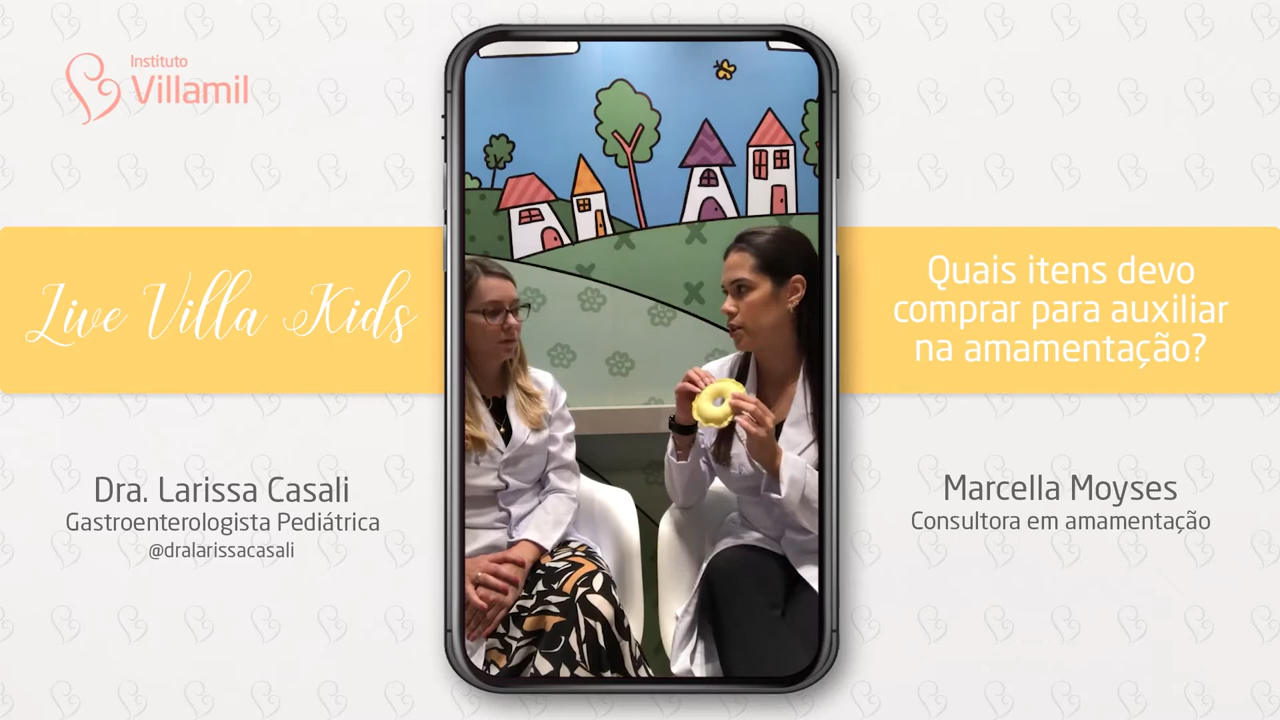 Instituto
Villamil
Live Villa Kids
Quais itens devo
comprar para auxiliar
na amamentação?
Dra. Larissa Casali
Gastroenterologista Pediátrica
@dralarissacasali
Marcella Moyses
Consultora em amamentação